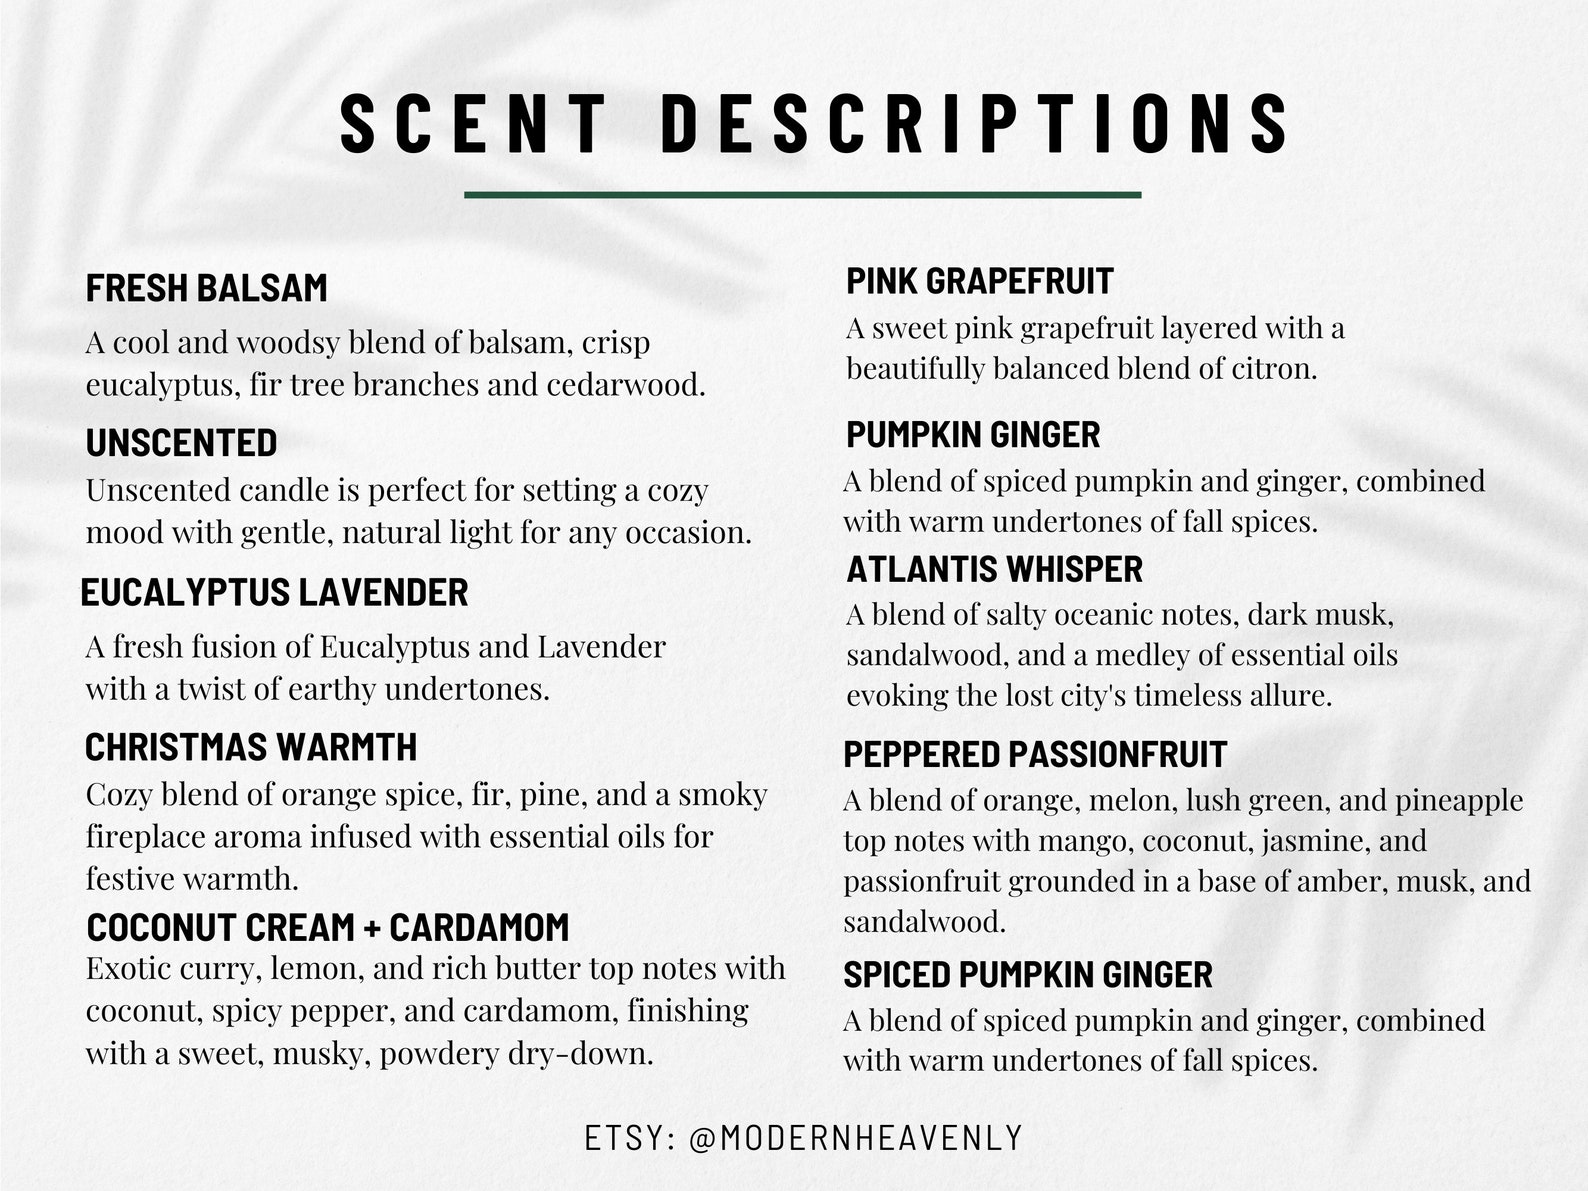 SCENT DESCRIPTIONS
FRESH BALSAM
A cool and woodsy blend of balsam, crisp
eucalyptus, fir tree branches and cedarwood.
UNSCENTED
Unscented candle is perfect for setting a cozy
mood with gentle, natural light for any occasion.
EUCALYPTUS LAVENDER
A fresh fusion of Eucalyptus and Lavender
with a twist of earthy undertones.
CHRISTMAS WARMTH
Cozy blend of orange spice, fir, pine, and a smoky
fireplace aroma infused with essential oils for
festive warmth.
COCONUT CREAM + CARDAMOM
Exotic curry, lemon, and rich butter top notes with
coconut, spicy pepper, and cardamom, finishing
with a sweet, musky, powdery dry-down.
PINK GRAPEFRUIT
A sweet pink grapefruit layered with a
beautifully balanced blend of citron.
PUMPKIN GINGER
A blend of spiced pumpkin and ginger, combined
with warm undertones of fall spices.
ATLANTIS WHISPER
A blend of salty oceanic notes, dark musk,
sandalwood, and a medley of essential oils
evoking the lost city's timeless allure.
PEPPERED PASSIONFRUIT
A blend of orange, melon, lush green, and pineapple
top notes with mango, coconut, jasmine, and
passionfruit grounded in a base of amber, musk, and
sandalwood.
SPICED PUMPKIN GINGER
A blend of spiced pumpkin and ginger, combined
with warm undertones of fall spices.
ETSY: @MODERNHEAVENLY